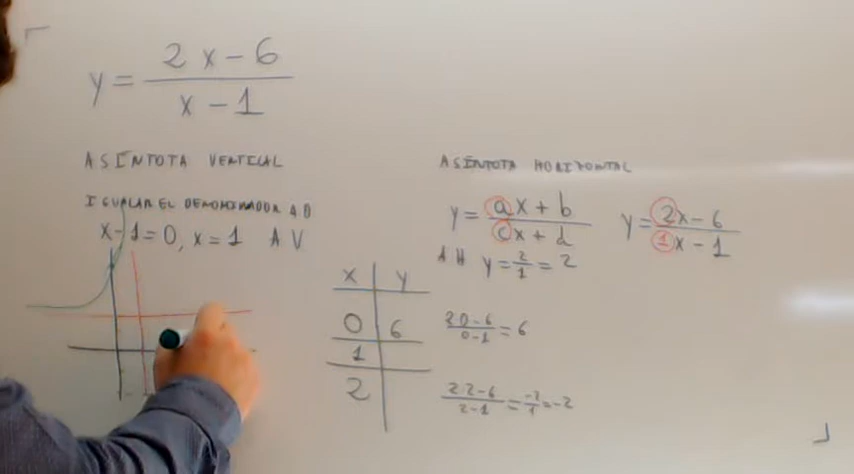 y = 2x-6 / x-1
ASÍNTOTA VERTICAL
IGUALAR EL DENOMINADOR A 0
x-1=0, x=1 AV
ASÍNTOTA HORIZONTAL
y = ax+b / cx+d
y = 2x-6 / 1x-1
AH y = 2/1 = 2
x y
0 6
1
2
2·0-6 / 0-1 = 6
2·2-6 / 2-1 = -2/1 = -2